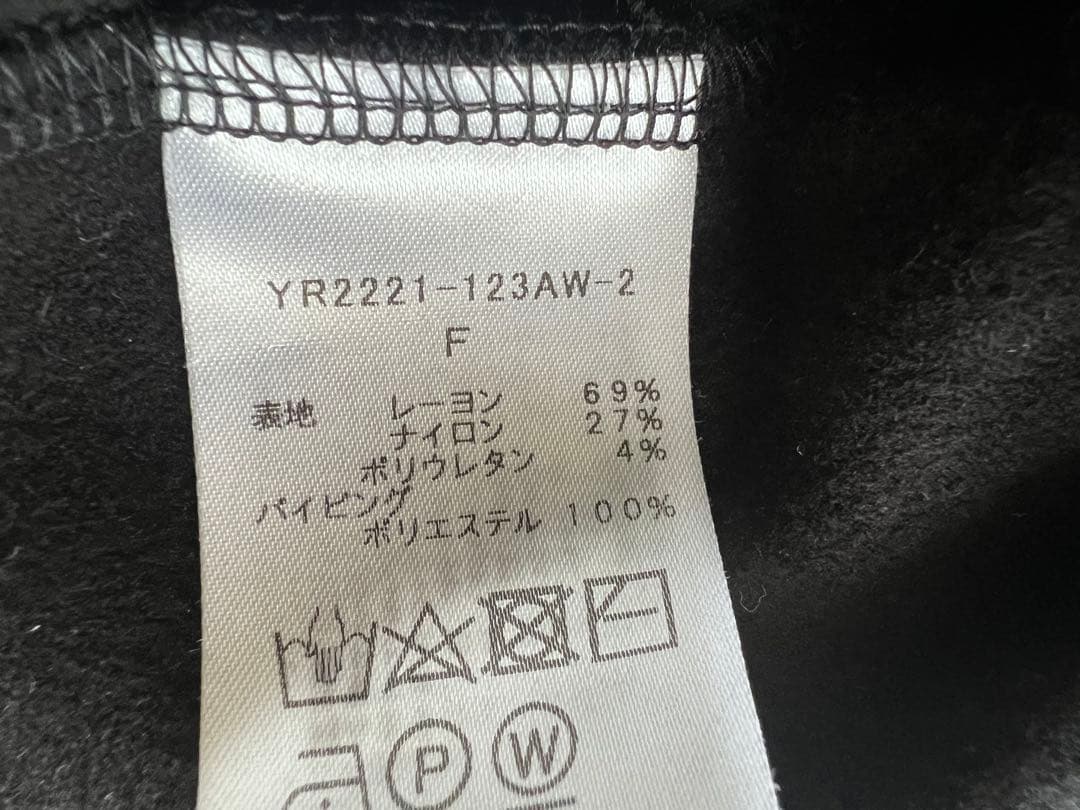 YR2221-123AW-2
F
表地 レーヨン 69%
ナイロン 27%
ポリウレタン 4%
パイピング
ポリエステル 100%
P W